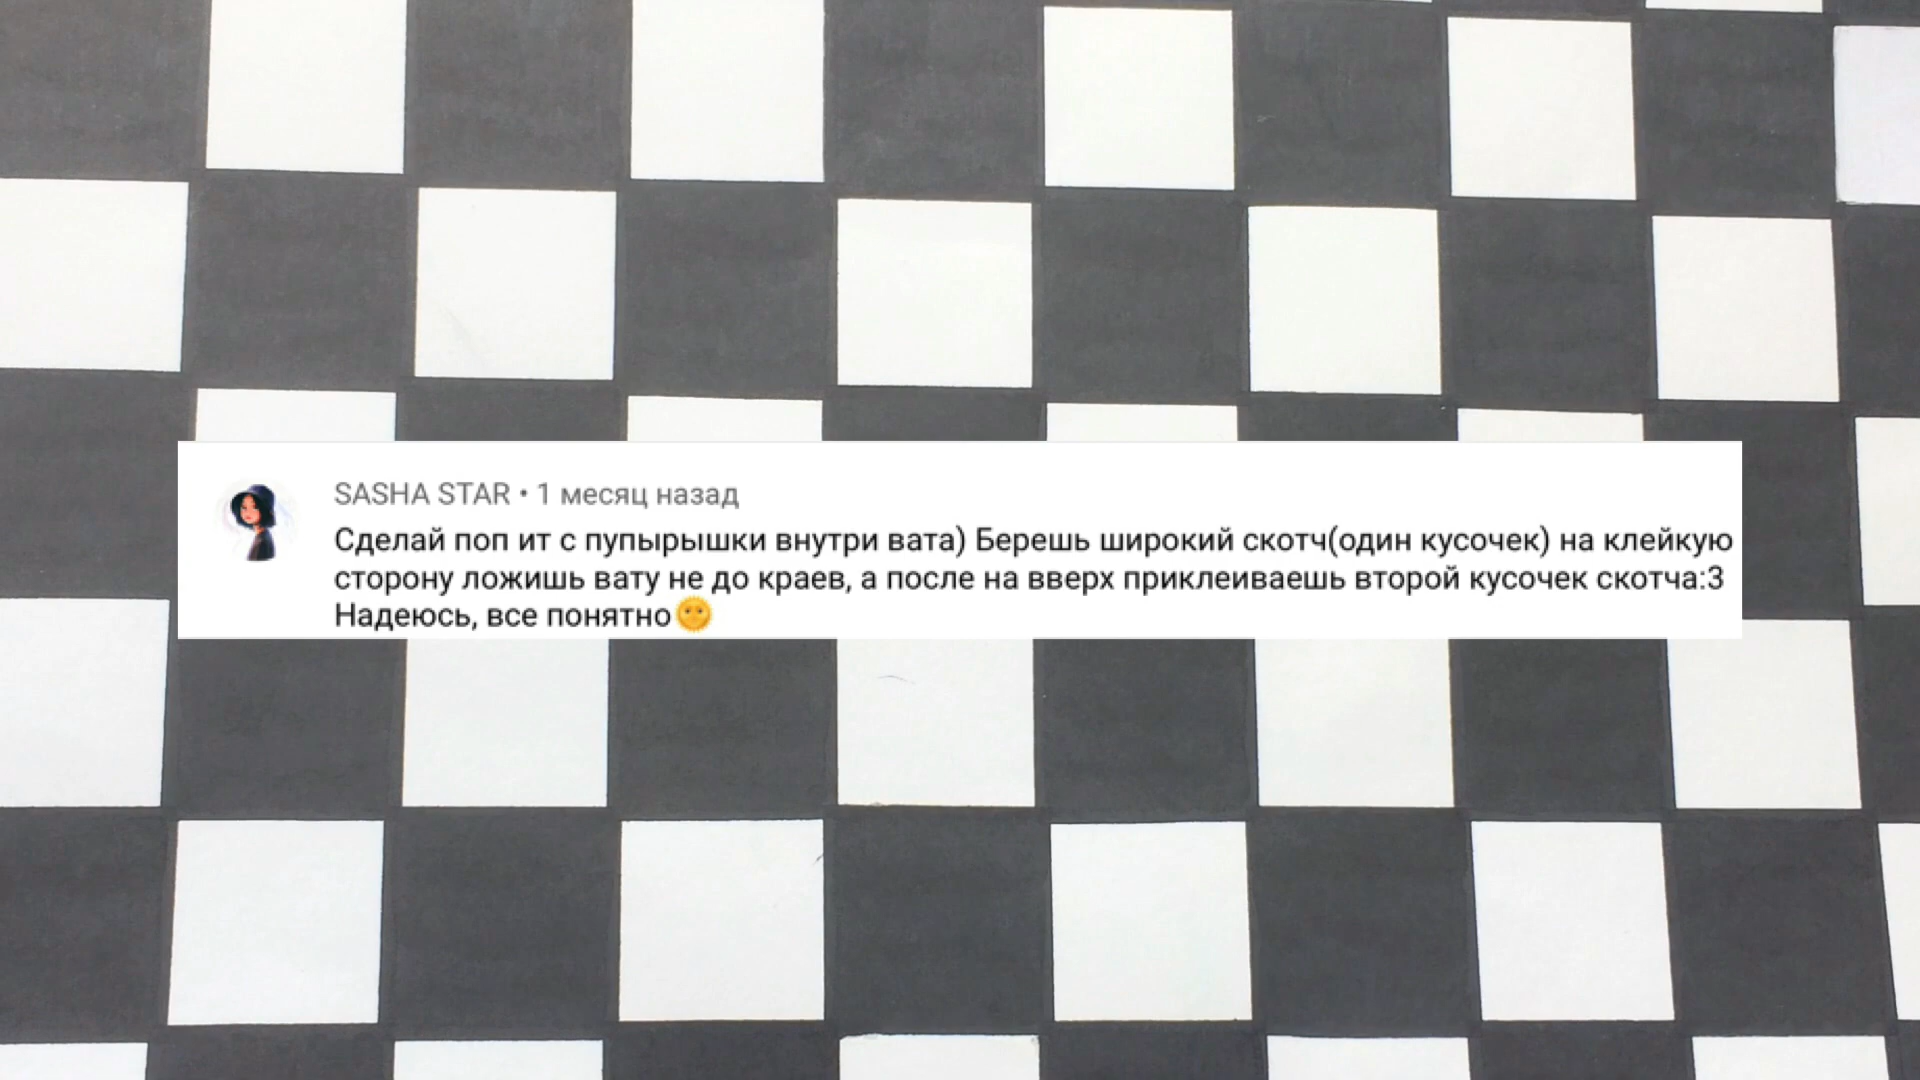 SASHA STAR • 1 месяц назад
Сделай поп ит с пупырышки внутри вата) Берешь широкий скотч(один кусочек) на клейкую
сторону ложишь вату не до краев, а после на вверх приклеиваешь второй кусочек скотча:3
Надеюсь, все понятно🌞